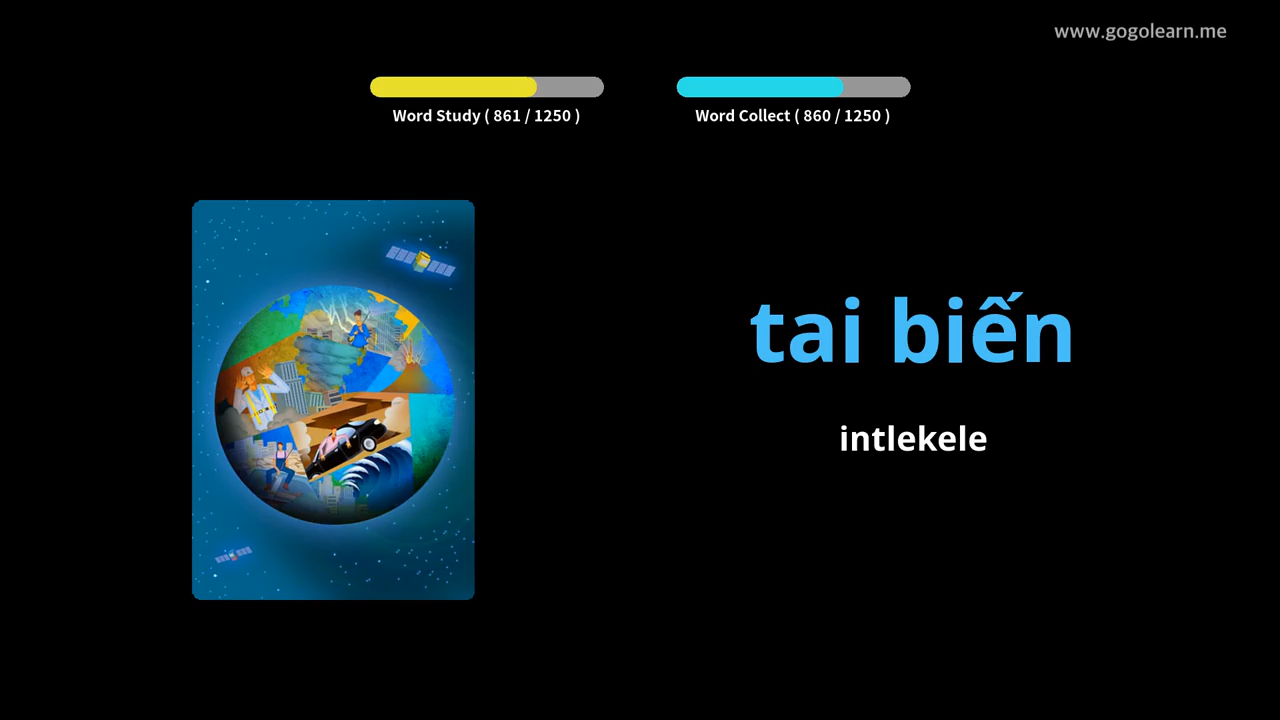 www.gogolearn.me
Word Study ( 861 / 1250 )
Word Collect ( 860 / 1250 )
tai biến
intlekele